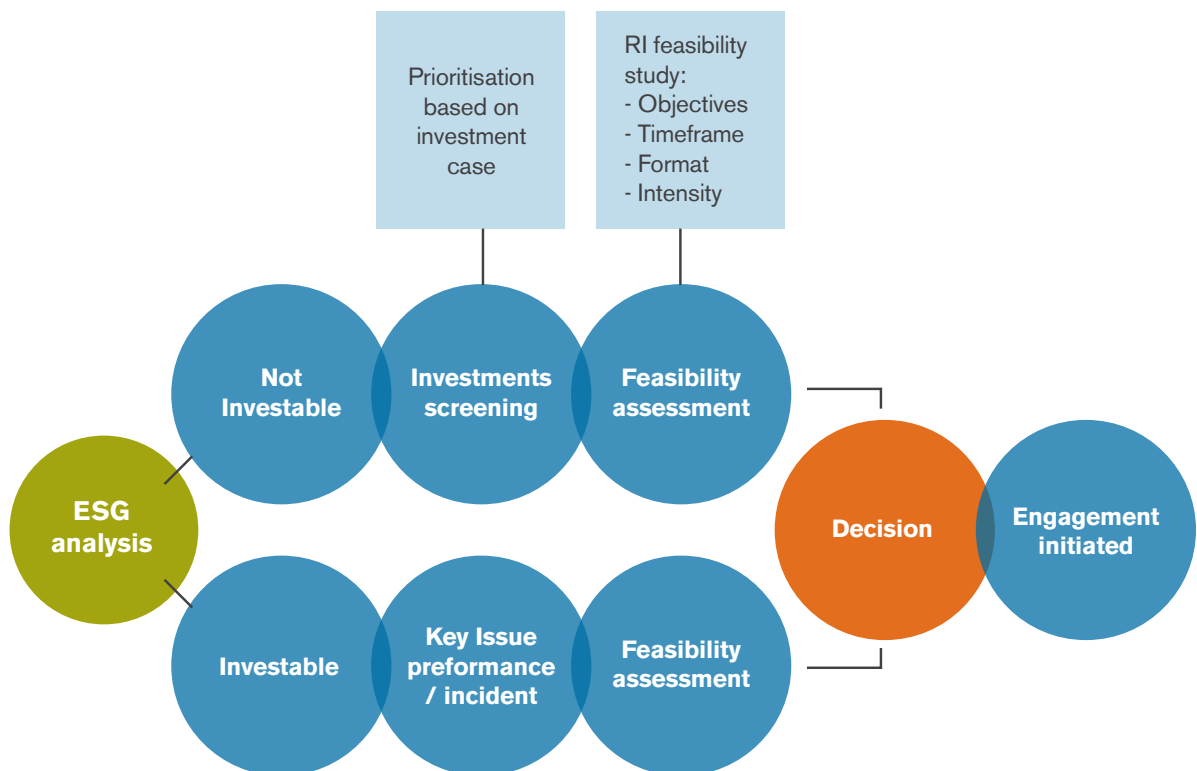 Prioritisation
based on
investment
case
RI feasibility
study:
- Objectives
- Timeframe
- Format
- Intensity
Not
Investable
Investments
screening
Feasibility
assessment
ESG
analysis
Decision
Engagement
initiated
Investable
Key Issue
preformance
/ incident
Feasibility
assessment